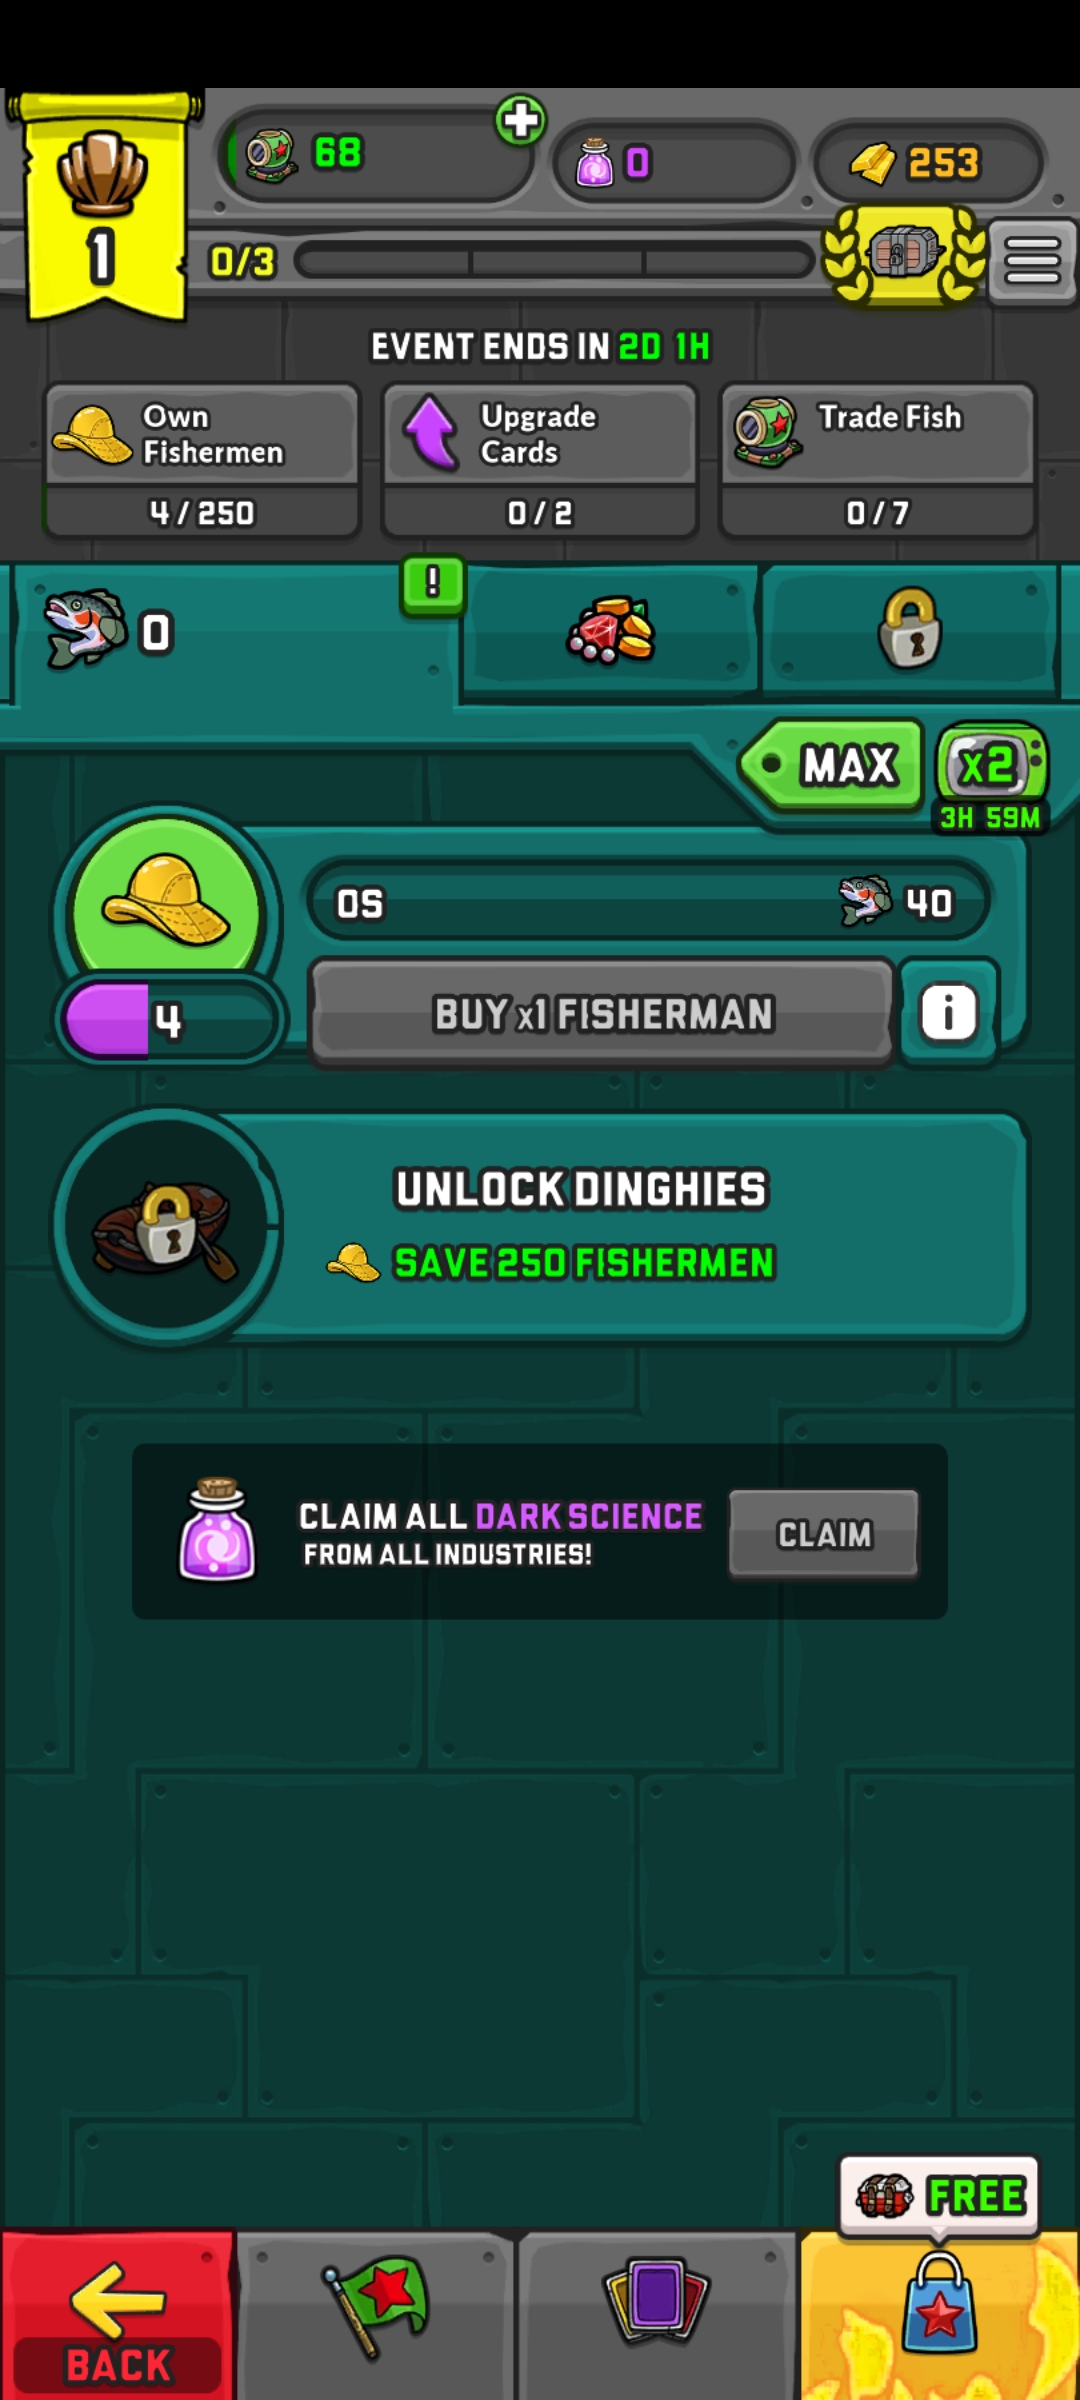 68
0
253
1
0/3
EVENT ENDS IN 2D 1H
Own
Fishermen
4 / 250
Upgrade
Cards
0 / 2
Trade Fish
0 / 7
0
!
MAX
x2
3H 59M
0S
40
4
BUY x1 FISHERMAN
i
UNLOCK DINGHIES
SAVE 250 FISHERMEN
CLAIM ALL DARK SCIENCE
FROM ALL INDUSTRIES!
CLAIM
FREE
BACK